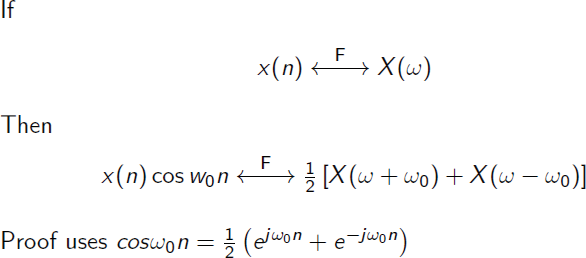 If
x(n) ⟷F X(ω)
Then
x(n) cos w₀n ⟷F ½ [X(ω + ω₀) + X(ω − ω₀)]
Proof uses cosω₀n = ½ (e^{jω₀n} + e^{−jω₀n})